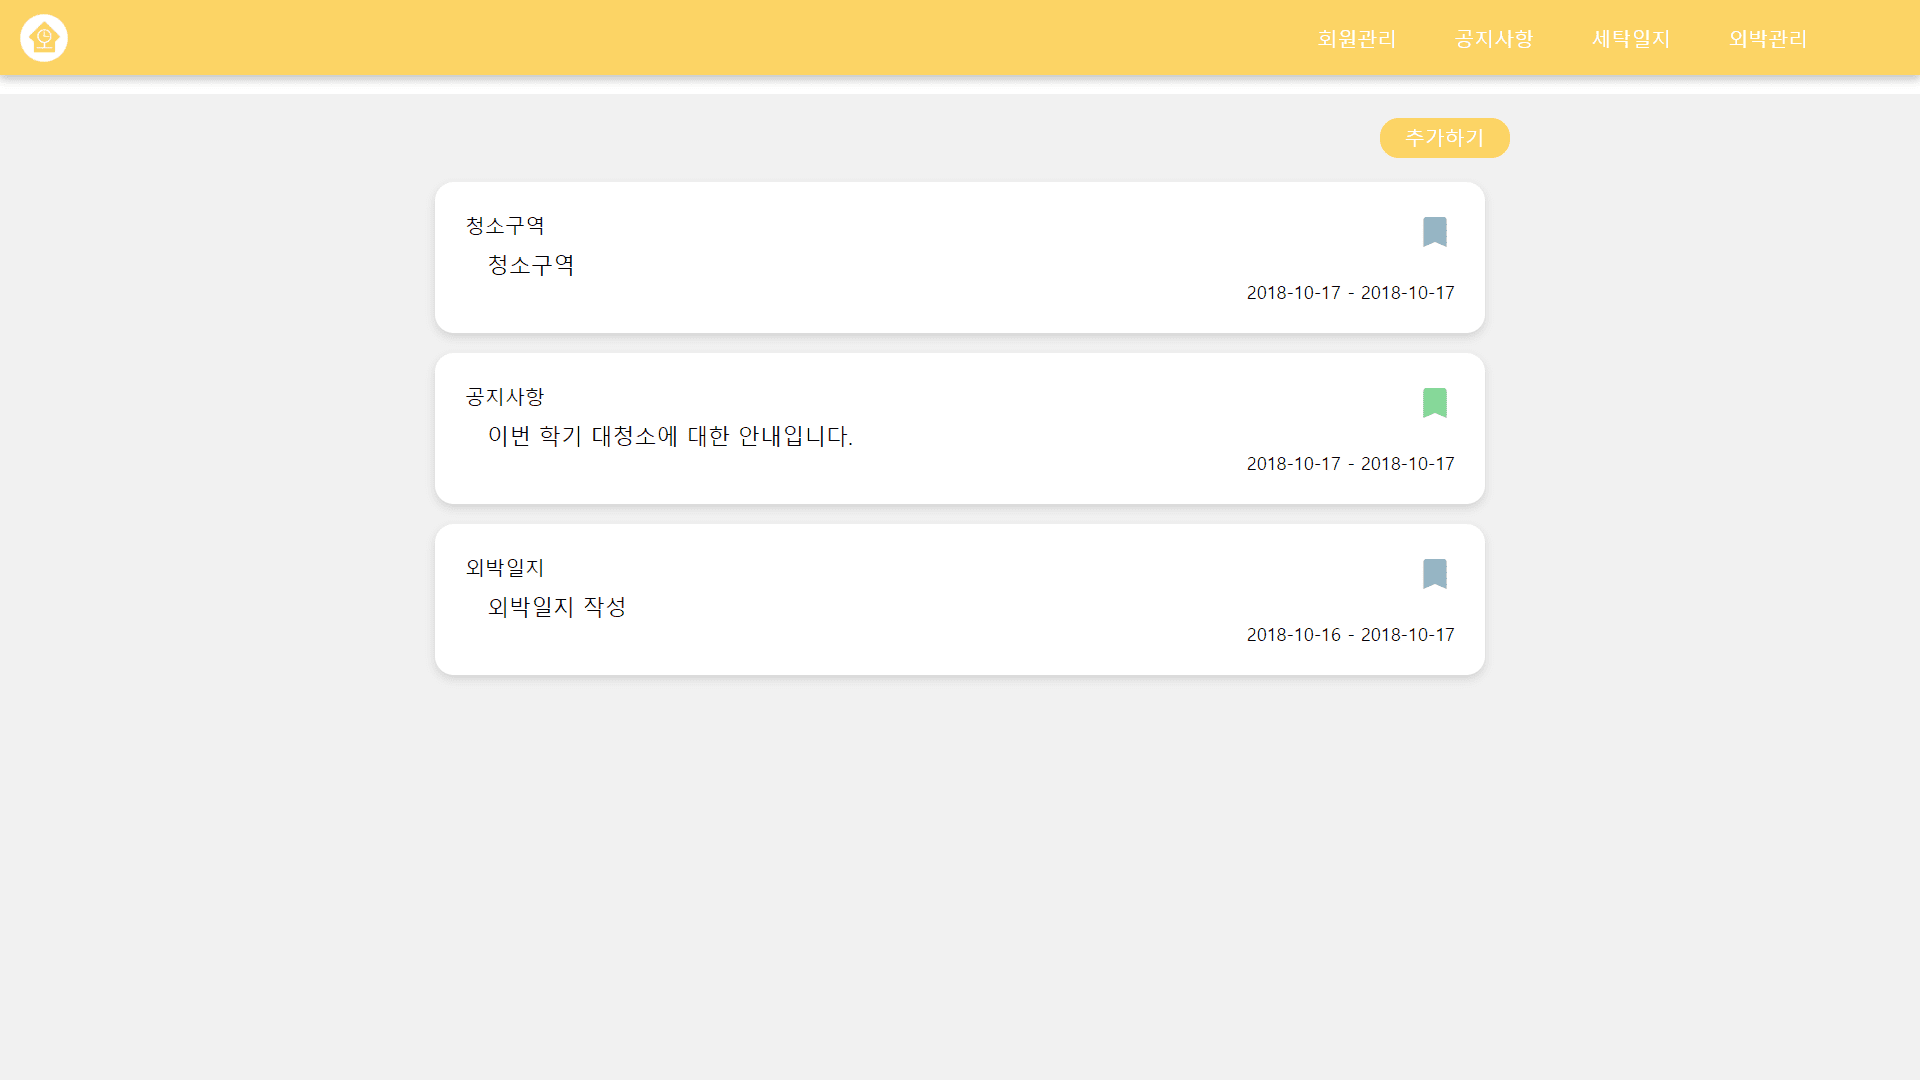 회원관리 공지사항 세탁일지 외박관리
추가하기
청소구역
청소구역
2018-10-17 - 2018-10-17
공지사항
이번 학기 대청소에 대한 안내입니다.
2018-10-17 - 2018-10-17
외박일지
외박일지 작성
2018-10-16 - 2018-10-17